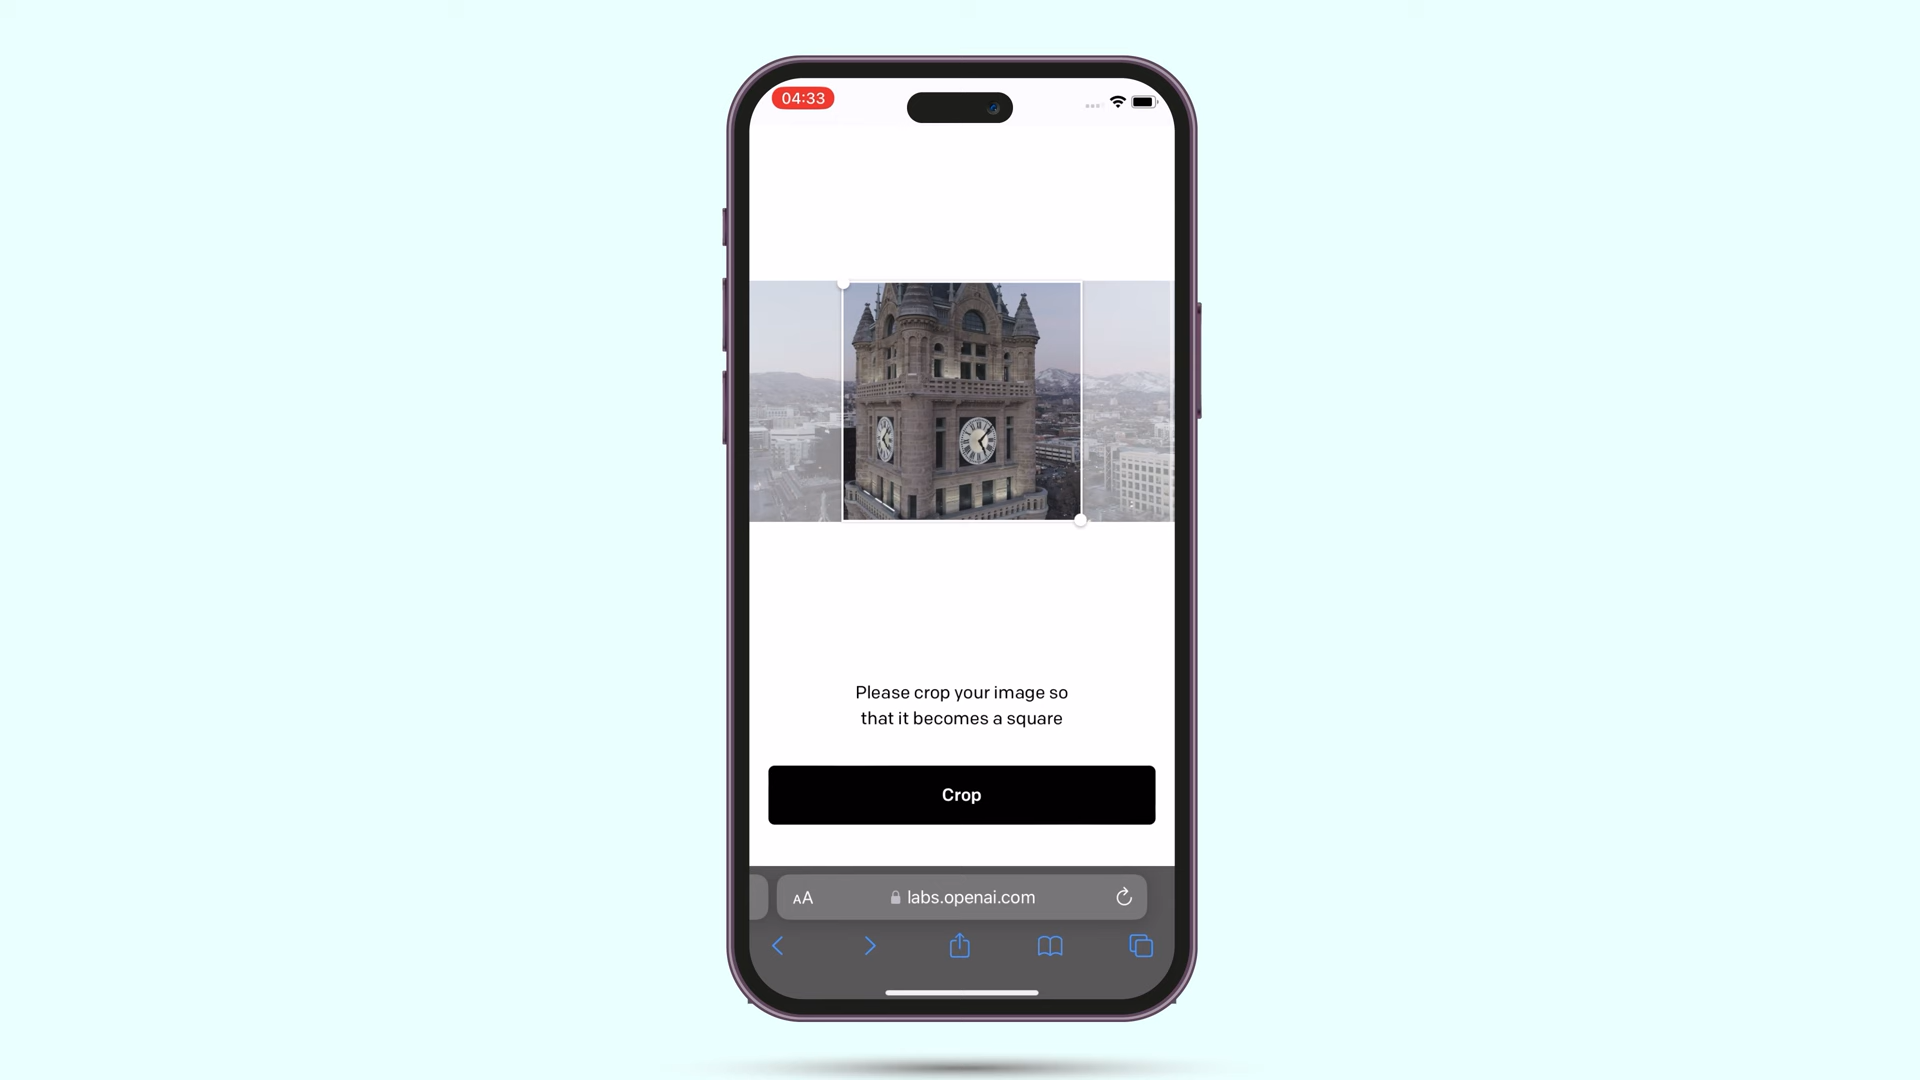 04:33
Please crop your image so
that it becomes a square
Crop
AA
labs.openai.com